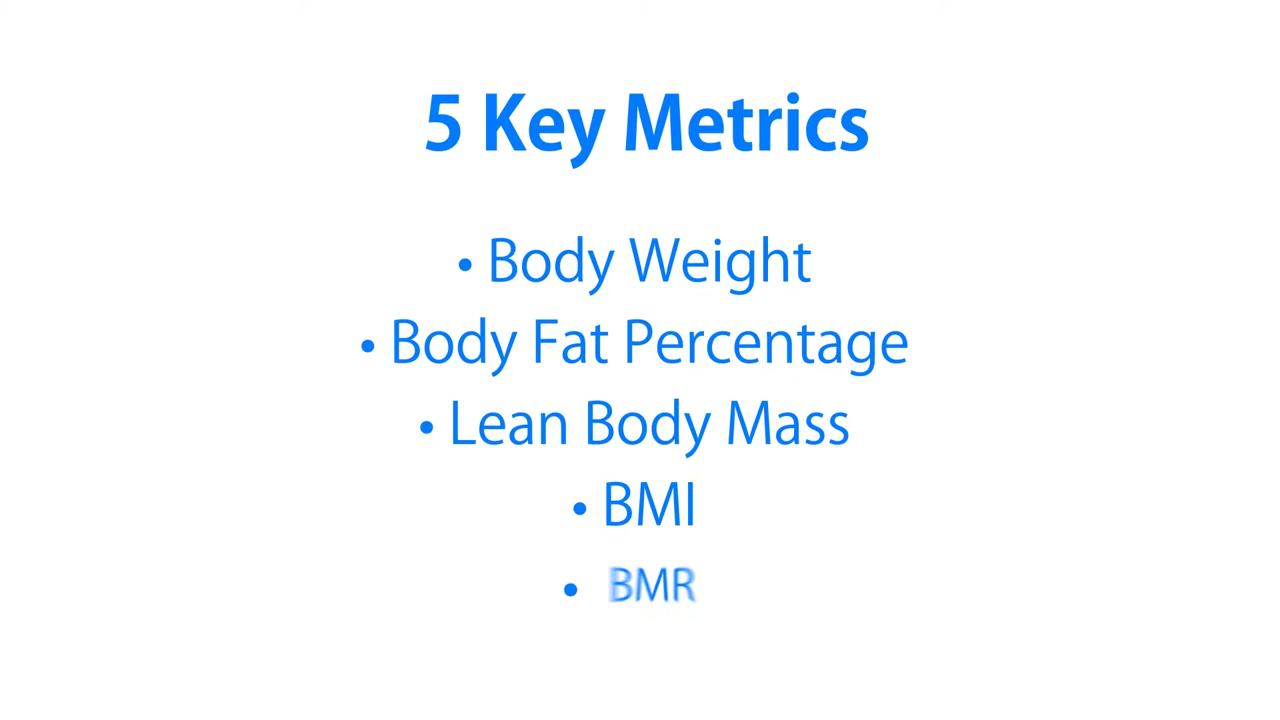 5 Key Metrics
• Body Weight
• Body Fat Percentage
• Lean Body Mass
• BMI
• BMR